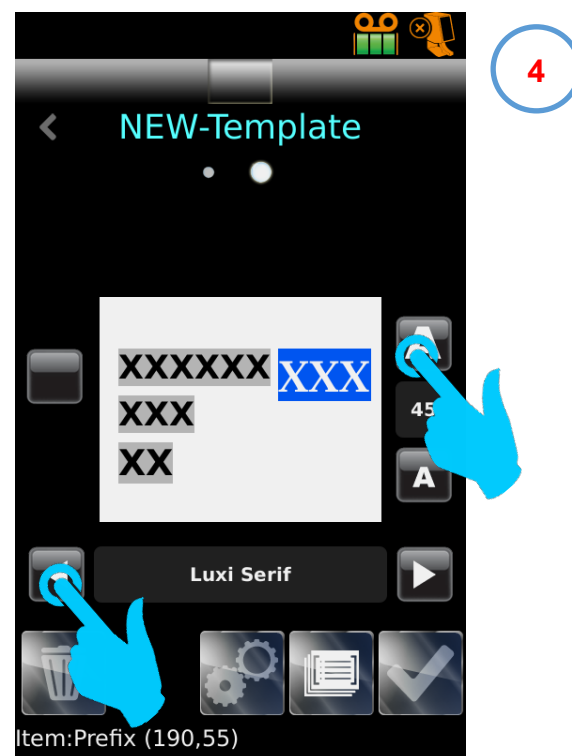 4
NEW-Template
XXXXXX XXX
XXX
XX
A
45
A
Luxi Serif
Item:Prefix (190,55)